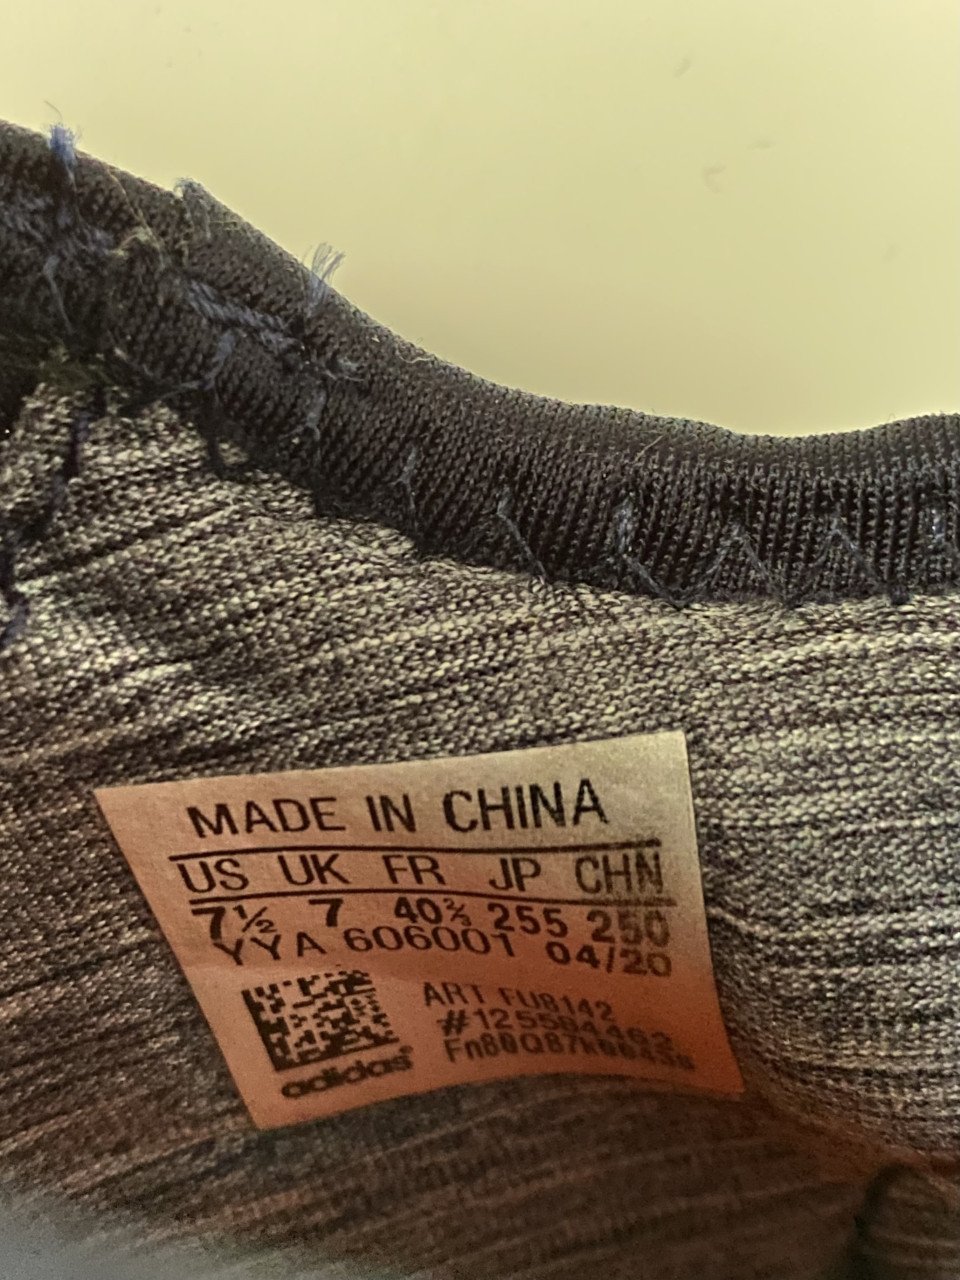 MADE IN CHINA
US UK FR JP CHN
7½ 7 40⅔ 255 250
YYA 606001 04/20
ART FU8142
adidas